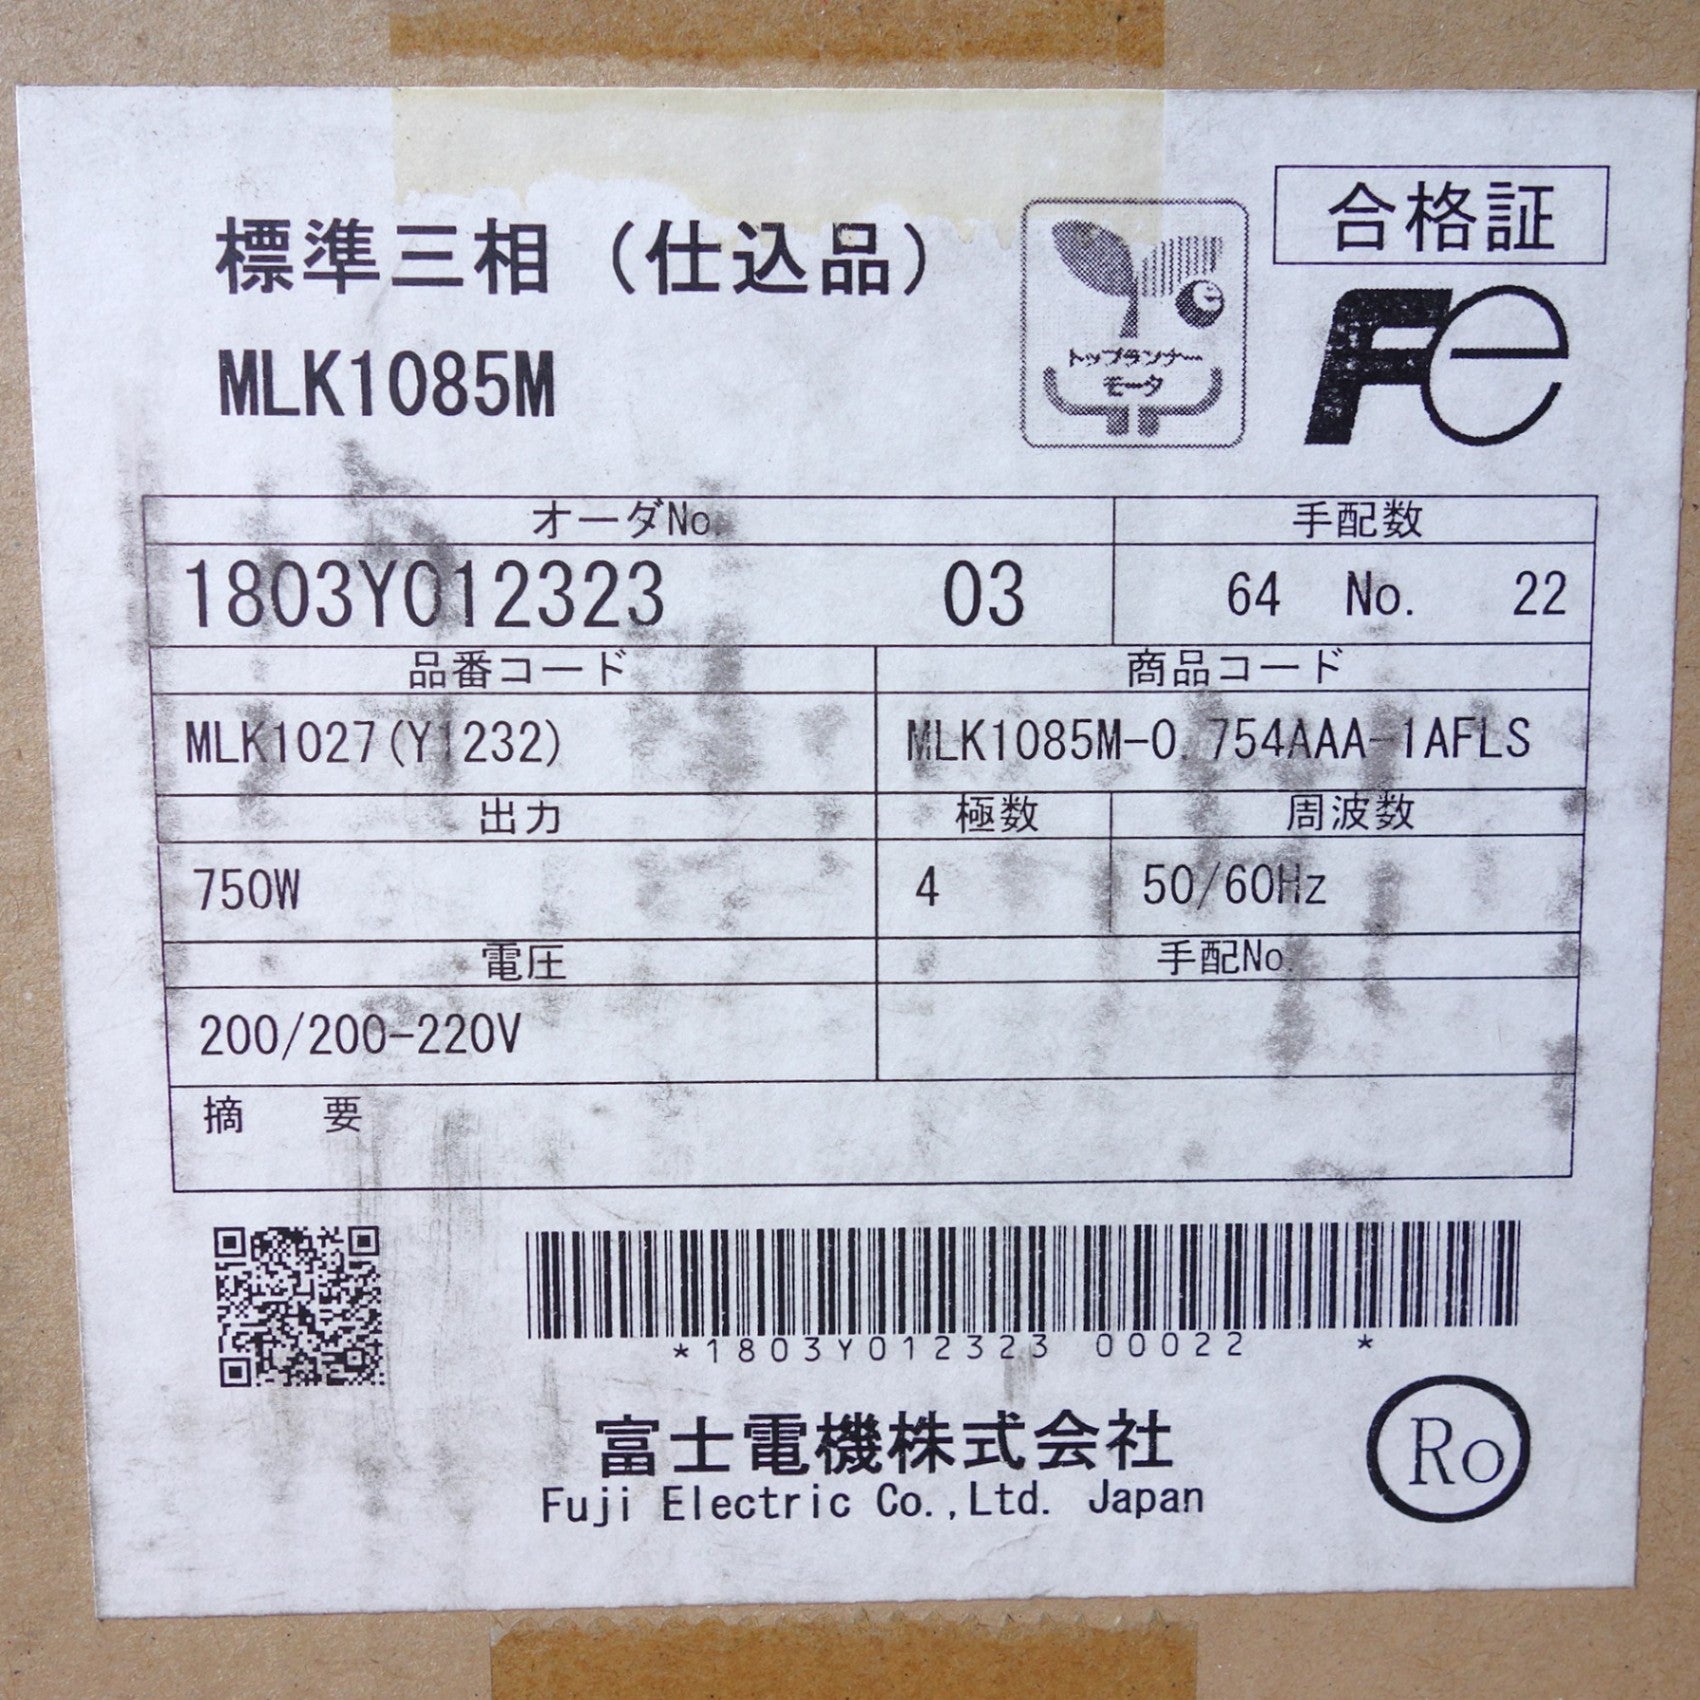 合格証
標準三相（仕込品）
トップランナー
モータ
Fe
MLK1085M
オーダNo. 手配数
1803Y012323 03 64 No. 22
品番コード 商品コード
MLK1027(Y1232) MLK1085M-0.754AAA-1AFLS
出力 極数 周波数
750W 4 50/60Hz
電圧 手配No.
200/200-220V
摘 要
*1803Y012323 00022 *
富士電機株式会社
Fuji Electric Co.,Ltd. Japan
Ro